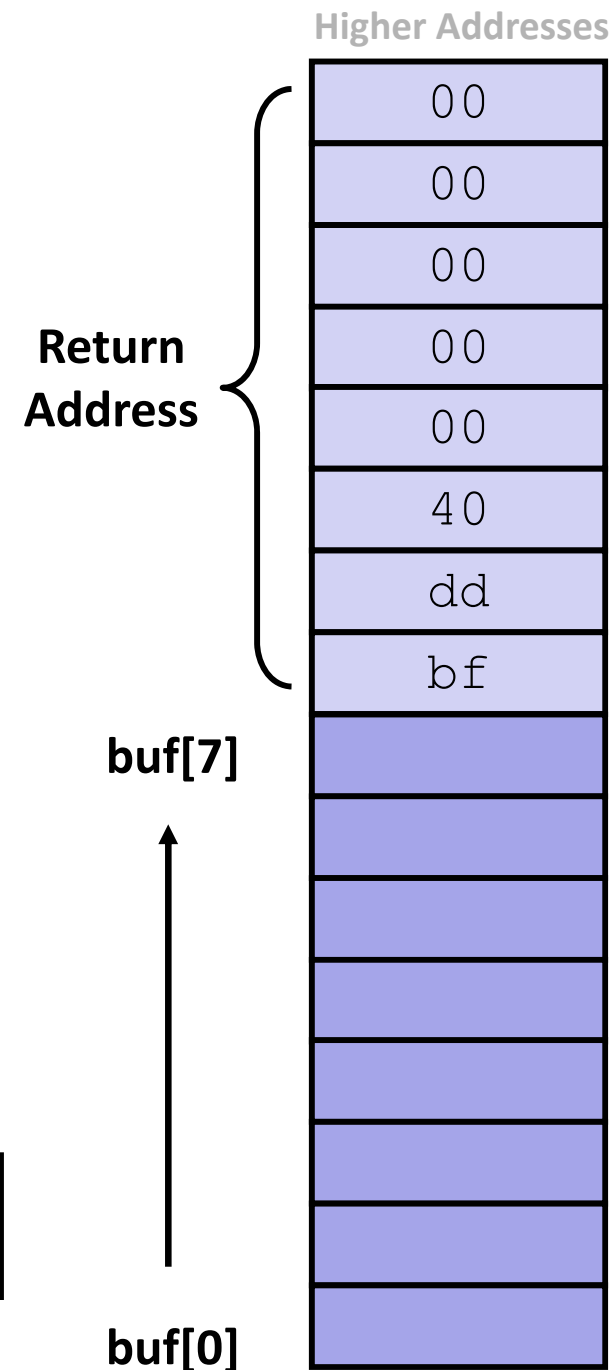 Higher Addresses
00
00
00
00
00
40
dd
bf
Return
Address
buf[7]
buf[0]